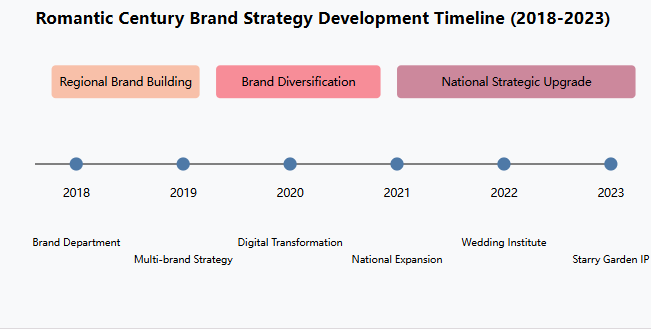 Romantic Century Brand Strategy Development Timeline (2018-2023)
Regional Brand Building
Brand Diversification
National Strategic Upgrade
2018
2019
2020
2021
2022
2023
Brand Department
Digital Transformation
Wedding Institute
Multi-brand Strategy
National Expansion
Starry Garden IP